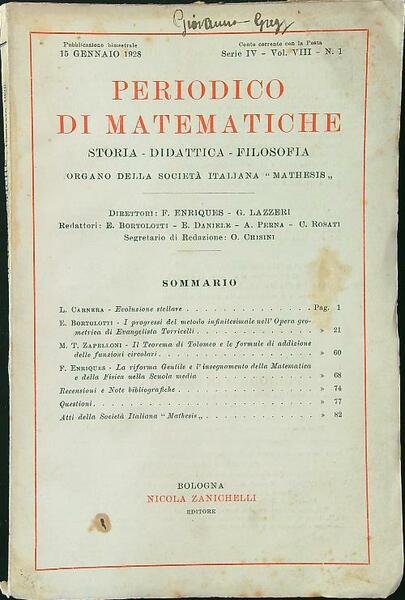 Giovanni
Pubblicazione bimestrale
15 GENNAIO 1928
Conto corrente con la Posta
Serie IV - Vol. VIII - N. 1
PERIODICO
DI MATEMATICHE
STORIA - DIDATTICA - FILOSOFIA
ORGANO DELLA SOCIETÀ ITALIANA “ MATHESIS „
DIRETTORI: F. ENRIQUES - G. LAZZERI
Redattori: E. BORTOLOTTI - E. DANIELE - A. PERNA - C. ROSATI
Segretario di Redazione: O. CHISINI
SOMMARIO
L. CARNERA - Evoluzione stellare . . . . . . . . . . . . . . . . . Pag. 1
E. BORTOLOTTI - I progressi del metodo infinitesimale nell' Opera geo-
metrica di Evangelista Torricelli . . . . . . . . . . . . . . . » 21
M. T. ZAPELLONI - Il Teorema di Tolomeo e le formule di addizione
delle funzioni circolari . . . . . . . . . . . . . . . . . . . » 60
F. ENRIQUES - La riforma Gentile e l'insegnamento della Matematica
e della Fisica nella Scuola media . . . . . . . . . . . . . . » 68
Recensioni e Note bibliografiche . . . . . . . . . . . . . . . . . » 74
Questioni . . . . . . . . . . . . . . . . . . . . . . . . . . . » 77
Atti della Società Italiana “ Mathesis „ . . . . . . . . . . . . . . » 82
BOLOGNA
NICOLA ZANICHELLI
EDITORE